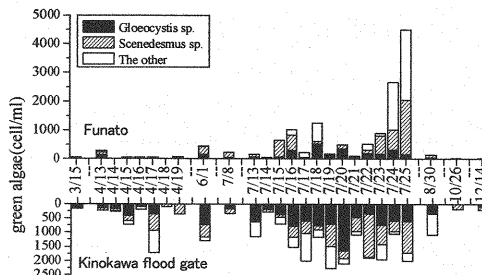 5000
Gloeocystis sp.
Scenedesmus sp.
The other
4000
3000
2000
1000
0
Funato
green algae(cell/ml)
3/15 4/13 4/14 4/15 4/16 4/17 4/18 4/19 6/1 7/8 7/13 7/14 7/15 7/16 7/17 7/18 7/19 7/20 7/21 7/22 7/23 7/24 7/25 8/30 10/26 12/14
0
500
1000
1500
2000
2500
Kinokawa flood gate